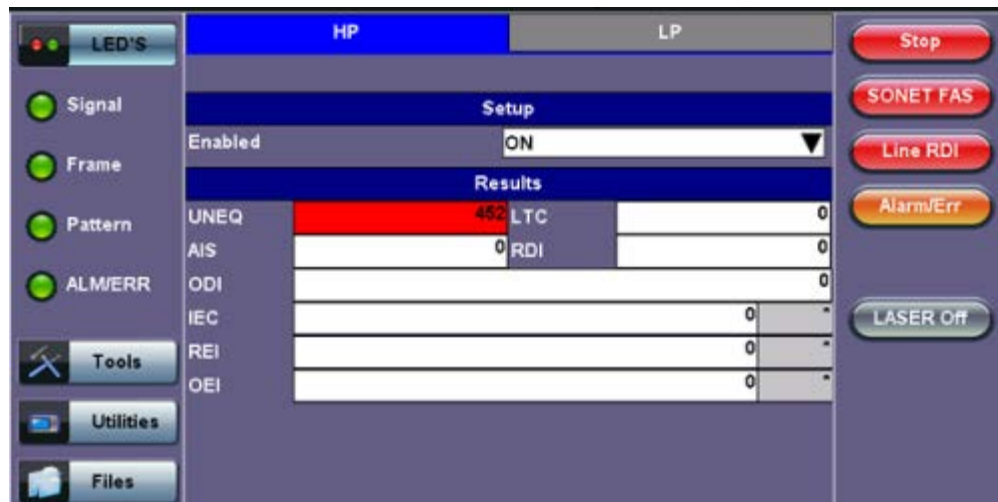 LED'S
Signal
Frame
Pattern
ALM/ERR
Tools
Utilities
Files
HP LP
Setup
Enabled ON
Results
UNEQ 452 LTC 0
AIS 0 RDI 0
ODI 0
IEC 0 -
REI 0 -
OEI 0 -
Stop
SONET FAS
Line RDI
Alarm/Err
LASER Off